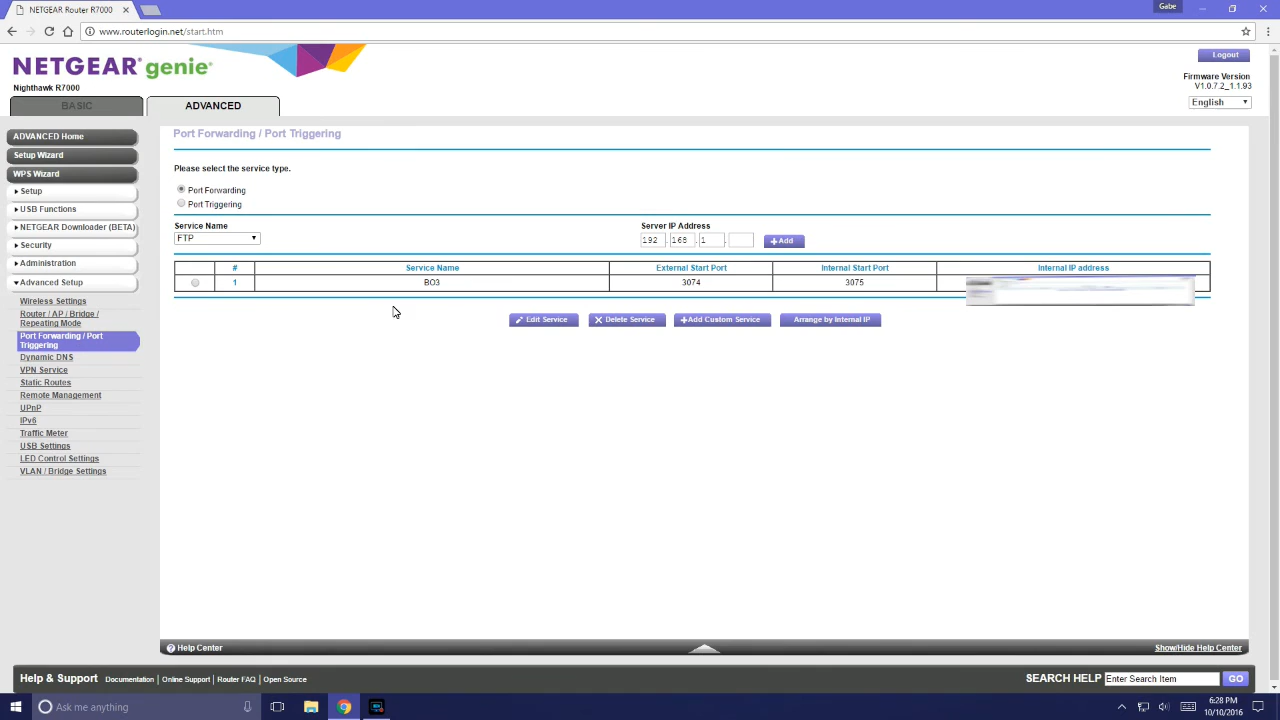 NETGEAR Router R7000
Gabe
www.routerlogin.net/start.htm
NETGEAR® genie®
Logout
Nighthawk R7000
Firmware Version
V1.0.7.2_1.1.93
English
BASIC
ADVANCED
ADVANCED Home
Setup Wizard
WPS Wizard
Setup
USB Functions
NETGEAR Downloader (BETA)
Security
Administration
Advanced Setup
Wireless Settings
Router / AP / Bridge /
Repeating Mode
Port Forwarding / Port
Triggering
Dynamic DNS
VPN Service
Static Routes
Remote Management
UPnP
IPv6
Traffic Meter
USB Settings
LED Control Settings
VLAN / Bridge Settings
Port Forwarding / Port Triggering
Please select the service type.
Port Forwarding
Port Triggering
Service Name
Server IP Address
FTP
192 . 168 . 1 .
+Add
# Service Name External Start Port Internal Start Port Internal IP address
1 BO3 3074 3075
Edit Service
Delete Service
+Add Custom Service
Arrange by Internal IP
? Help Center
Show/Hide Help Center
Help & Support Documentation | Online Support | Router FAQ | Open Source
SEARCH HELP Enter Search Item GO
Ask me anything
6:28 PM
10/10/2016